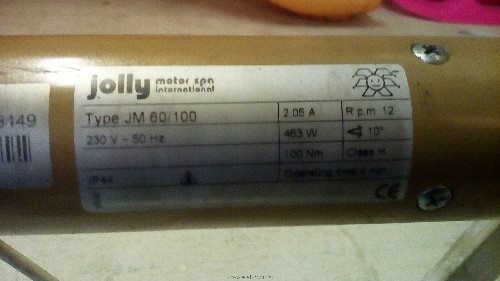 jolly motor spa
international
Type JM 60/100
2.05 A
R p.m 12
230 V - 50 Hz
463 W
10°
100 Nm
Class H
IP44
Operating time 4 min
CE
3149